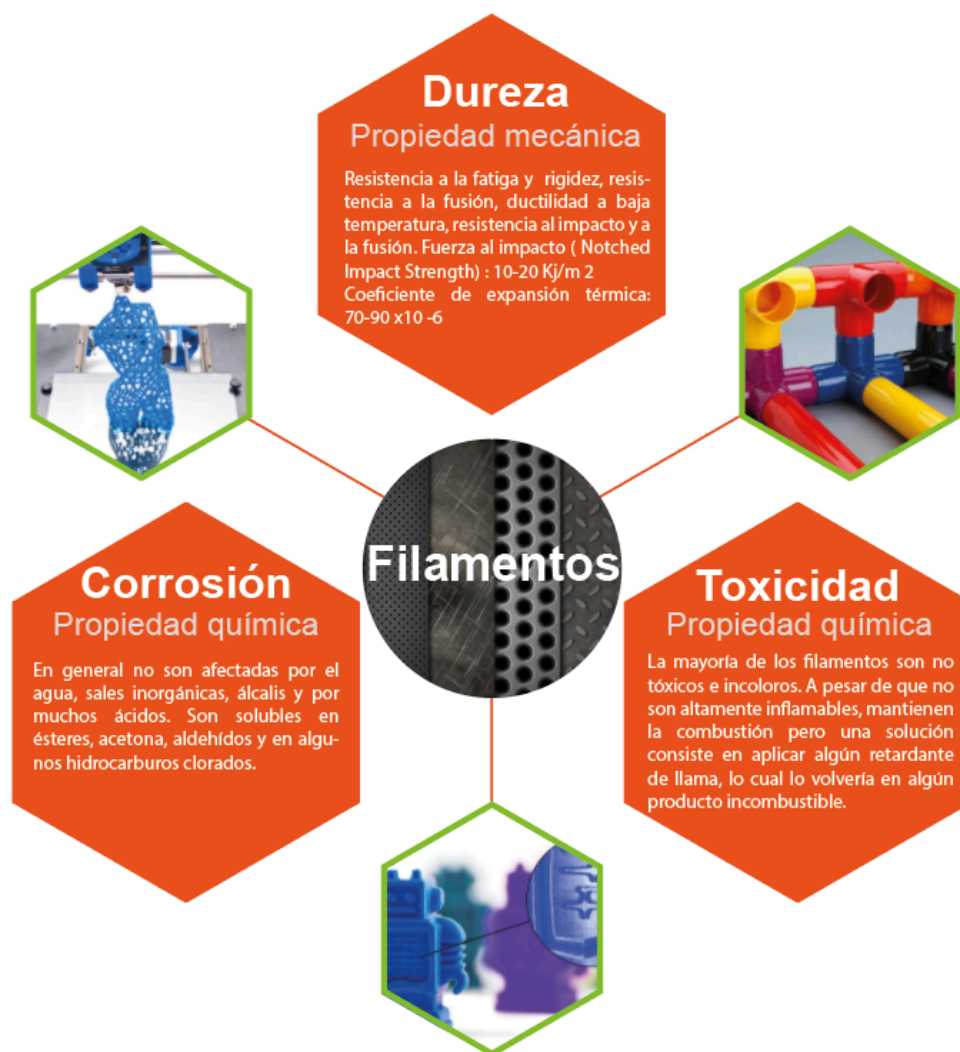 Dureza
Propiedad mecánica
Resistencia a la fatiga y rigidez, resis-
tencia a la fusión, ductilidad a baja
temperatura, resistencia al impacto y a
la fusión. Fuerza al impacto ( Notched
Impact Strength) : 10-20 Kj/m 2
Coeficiente de expansión térmica:
70-90 x10 -6
Filamentos
Corrosión
Propiedad química
En general no son afectadas por el
agua, sales inorgánicas, álcalis y por
muchos ácidos. Son solubles en
ésteres, acetona, aldehídos y en algu-
nos hidrocarburos clorados.
Toxicidad
Propiedad química
La mayoría de los filamentos son no
tóxicos e incoloros. A pesar de que no
son altamente inflamables, mantienen
la combustión pero una solución
consiste en aplicar algún retardante
de llama, lo cual lo volvería en algún
producto incombustible.